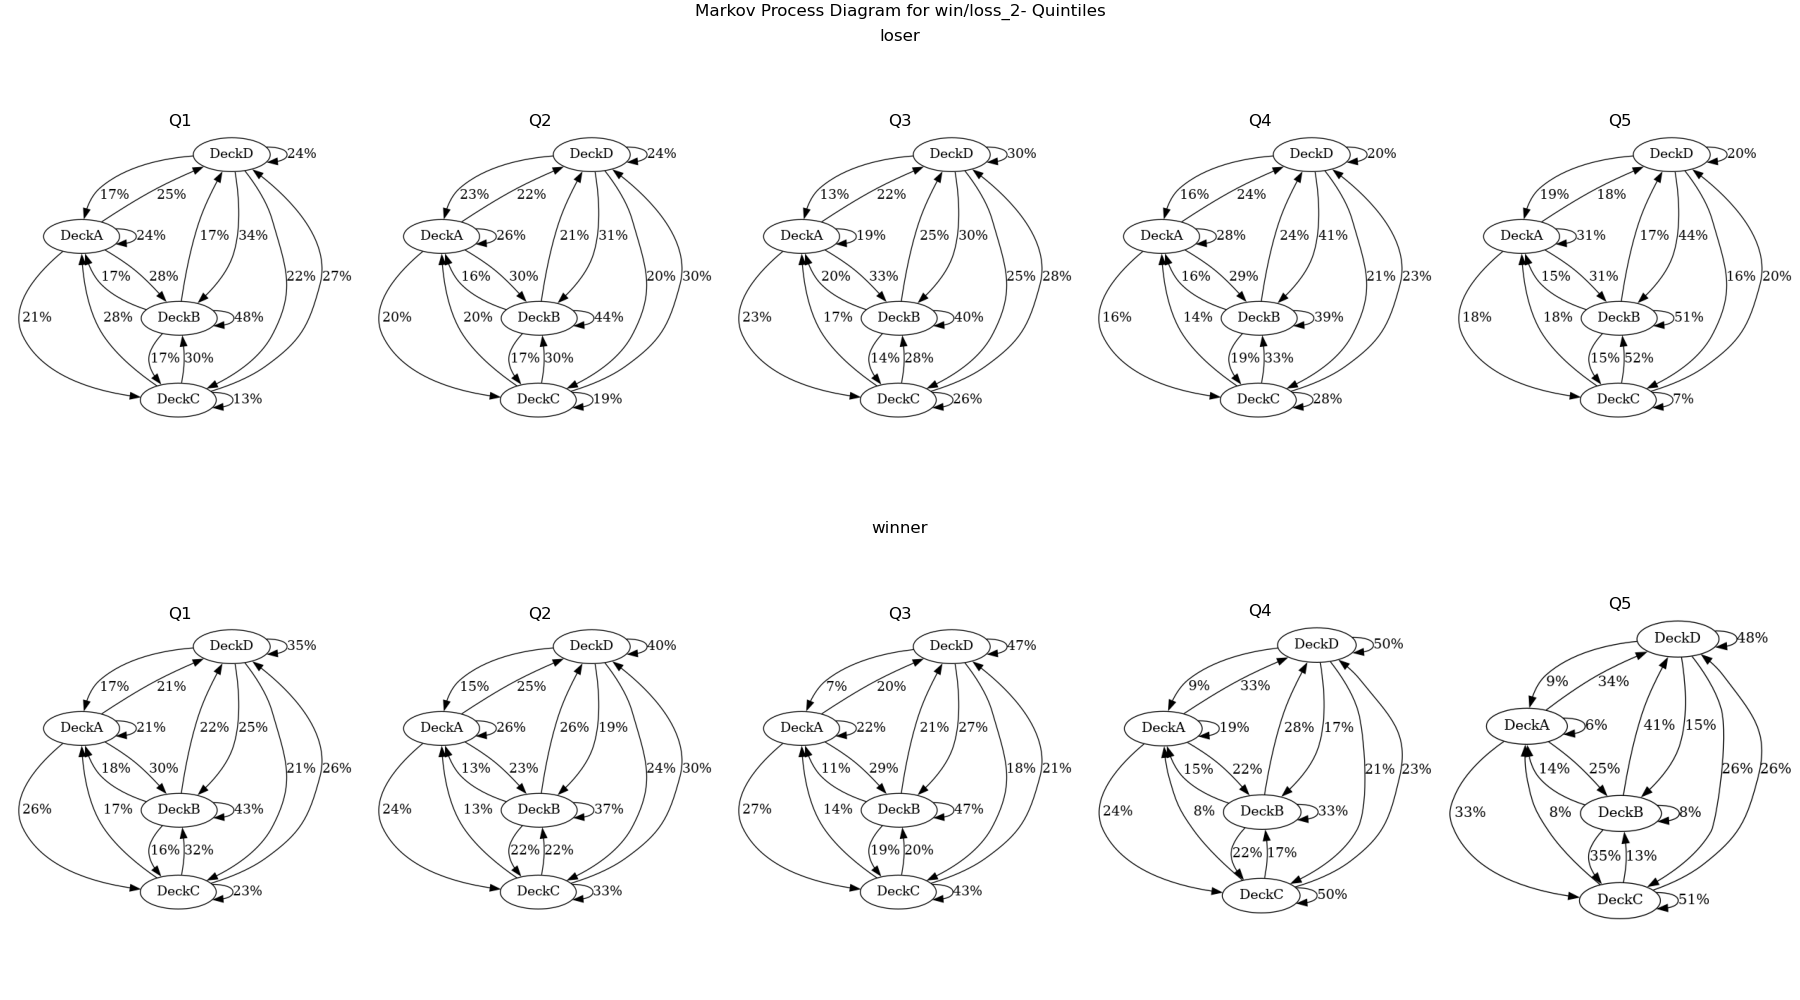 Markov Process Diagram for win/loss_2- Quintiles
loser
Q1 Q2 Q3 Q4 Q5
DeckD 24% DeckD 24% DeckD 30% DeckD 20% DeckD 20%
17% 25% 23% 22% 13% 22% 16% 24% 19% 18%
DeckA 24% 17% 34% DeckA 26% 21% 31% DeckA 19% 25% 30% DeckA 28% 24% 41% DeckA 31% 17% 44%
17% 28% 22% 27% 16% 30% 20% 30% 20% 33% 25% 28% 16% 29% 21% 23% 15% 31% 16% 20%
21% 28% DeckB 48% 20% 20% DeckB 44% 23% 17% DeckB 40% 16% 14% DeckB 39% 18% 18% DeckB 51%
17% 30% 17% 30% 14% 28% 19% 33% 15% 52%
DeckC 13% DeckC 19% DeckC 26% DeckC 28% DeckC 7%
winner
Q1 Q2 Q3 Q4 Q5
DeckD 35% DeckD 40% DeckD 47% DeckD 50% DeckD 48%
17% 21% 15% 25% 7% 20% 9% 33% 9% 34%
DeckA 21% 22% 25% DeckA 26% 26% 19% DeckA 22% 21% 27% DeckA 19% 28% 17% DeckA 6% 41% 15%
18% 30% 21% 26% 13% 23% 24% 30% 11% 29% 18% 21% 15% 22% 21% 23% 14% 25% 26% 26%
26% 17% DeckB 43% 24% 13% DeckB 37% 27% 14% DeckB 47% 24% 8% DeckB 33% 33% 8% DeckB 8%
16% 32% 22% 22% 19% 20% 22% 17% 35% 13%
DeckC 23% DeckC 33% DeckC 43% DeckC 50% DeckC 51%